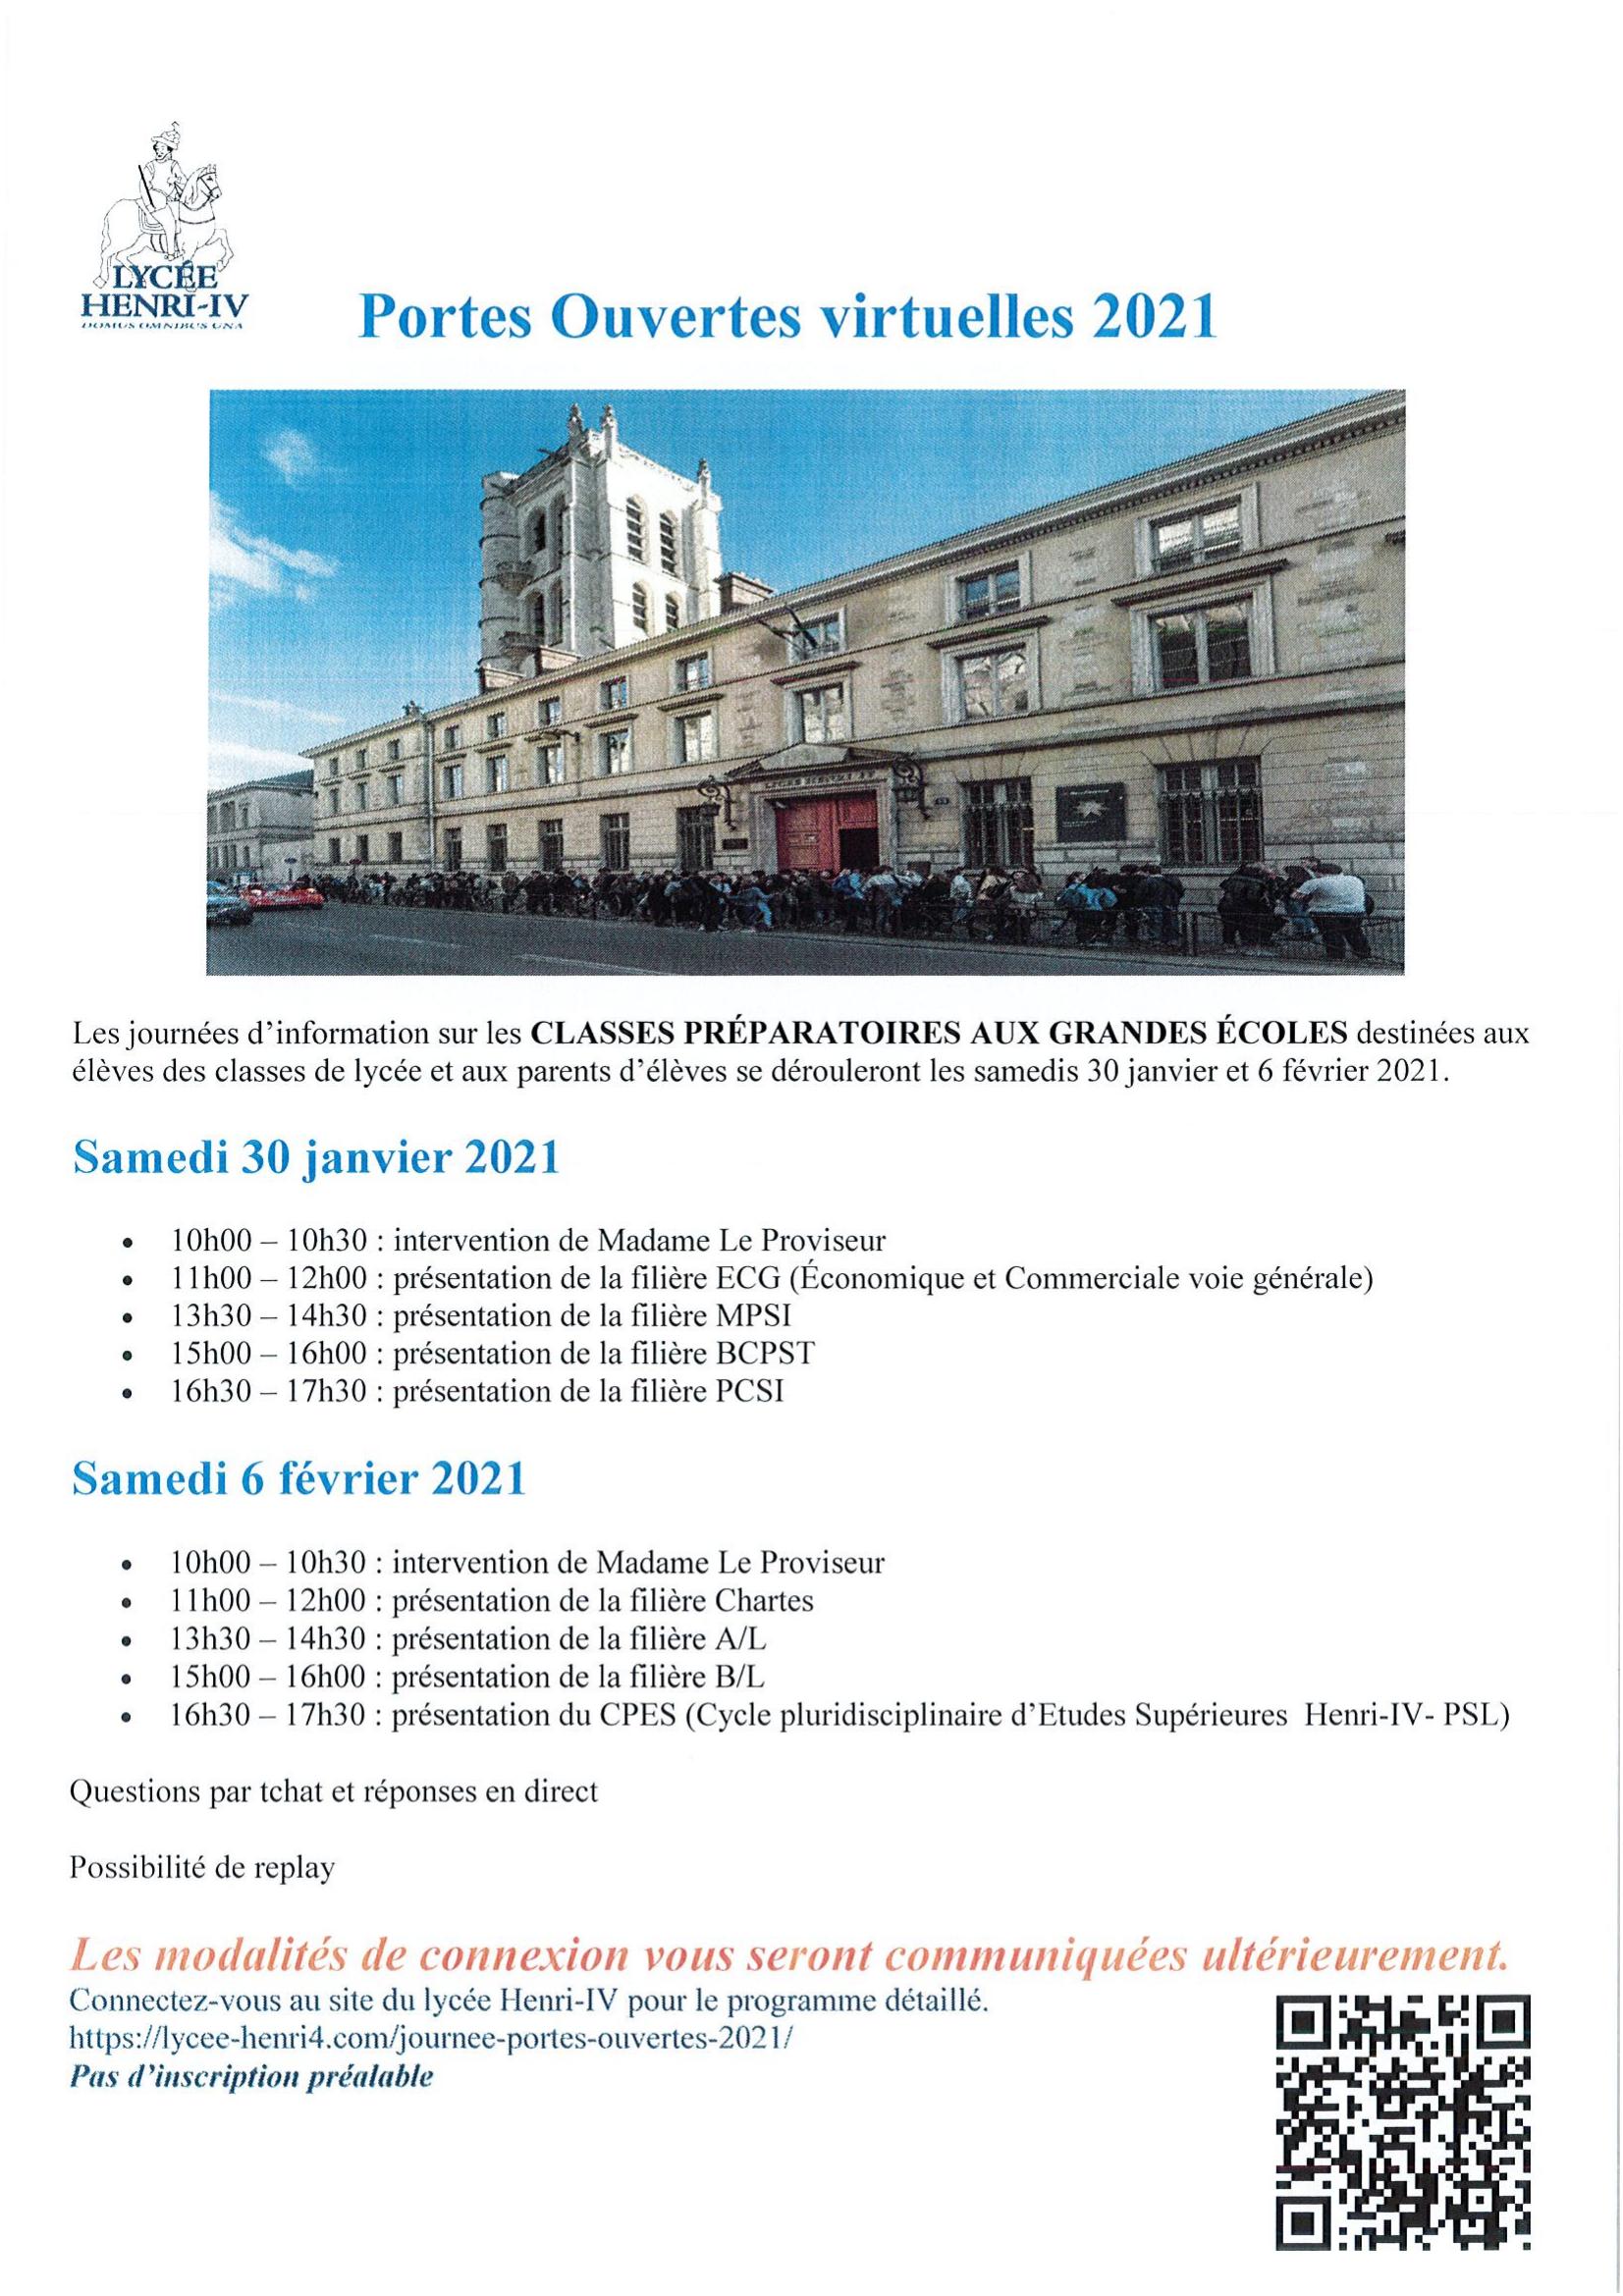 LYCÉE
HENRI-IV
DOMUS OMNIBUS UNA
Portes Ouvertes virtuelles 2021
LYCEE HENRI IV
Les journées d’information sur les CLASSES PRÉPARATOIRES AUX GRANDES ÉCOLES destinées aux
élèves des classes de lycée et aux parents d’élèves se dérouleront les samedis 30 janvier et 6 février 2021.
Samedi 30 janvier 2021
• 10h00 – 10h30 : intervention de Madame Le Proviseur
• 11h00 – 12h00 : présentation de la filière ECG (Économique et Commerciale voie générale)
• 13h30 – 14h30 : présentation de la filière MPSI
• 15h00 – 16h00 : présentation de la filière BCPST
• 16h30 – 17h30 : présentation de la filière PCSI
Samedi 6 février 2021
• 10h00 – 10h30 : intervention de Madame Le Proviseur
• 11h00 – 12h00 : présentation de la filière Chartes
• 13h30 – 14h30 : présentation de la filière A/L
• 15h00 – 16h00 : présentation de la filière B/L
• 16h30 – 17h30 : présentation du CPES (Cycle pluridisciplinaire d’Etudes Supérieures Henri-IV- PSL)
Questions par tchat et réponses en direct
Possibilité de replay
Les modalités de connexion vous seront communiquées ultérieurement.
Connectez-vous au site du lycée Henri-IV pour le programme détaillé.
https://lycee-henri4.com/journee-portes-ouvertes-2021/
Pas d’inscription préalable